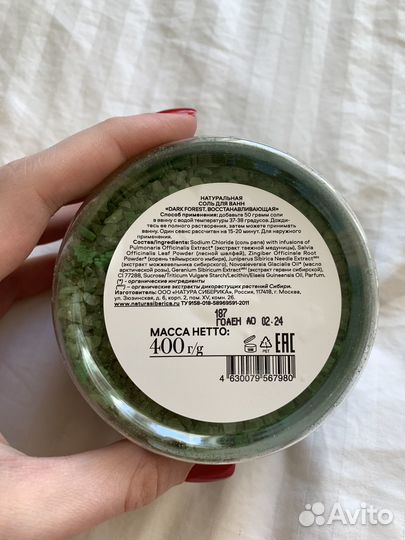 НАТУРАЛЬНАЯ
СОЛЬ ДЛЯ ВАНН
«DARK FOREST. ВОССТАНАВЛИВАЮЩАЯ»
Способ применения: добавьте 50 грамм соли
в ванну с водой температуры 37-38 градусов. Дожди-
тесь ее полного растворения, затем можете принимать
ванну. Один сеанс рассчитан на 15-20 минут. Для наружного
применения.
Состав/Ingredients: Sodium Chloride (соль рапа) with infusions of
Pulmonaria Officinalis Extract* (экстракт таежной медуницы), Salvia
Officinalis Leaf Powder (лесной шалфей), Zingiber Officinale Root
Powder* (корень таймырского имбиря), Juniperus Sibirica Needle Extract***
(экстракт можжевельника сибирского), Novosieversia Glacialis Oil* (масло
арктической розы), Geranium Sibiricum Extract*** (экстракт герани сибирской),
CI 77288, Sucrose/Triticum Vulgare Starch/Lecithin/Elaeis Guineensis Oil, Parfum.
(*) - органические ингредиенты
(**) - органические экстракты дикорастущих растений Сибири.
Изготовитель: ООО «НАТУРА СИБЕРИКА», Россия, 117418, г. Москва,
ул. Зюзинская, д. 6, корп. 2, пом. XV, комн. 26.
www.naturasiberica.ru ТУ 9158-018-58969591-2011
187
ГОДЕН ДО 02.24
МАССА НЕТТО:
400 г/g
PET
EAC
4 630079 567980
Avito